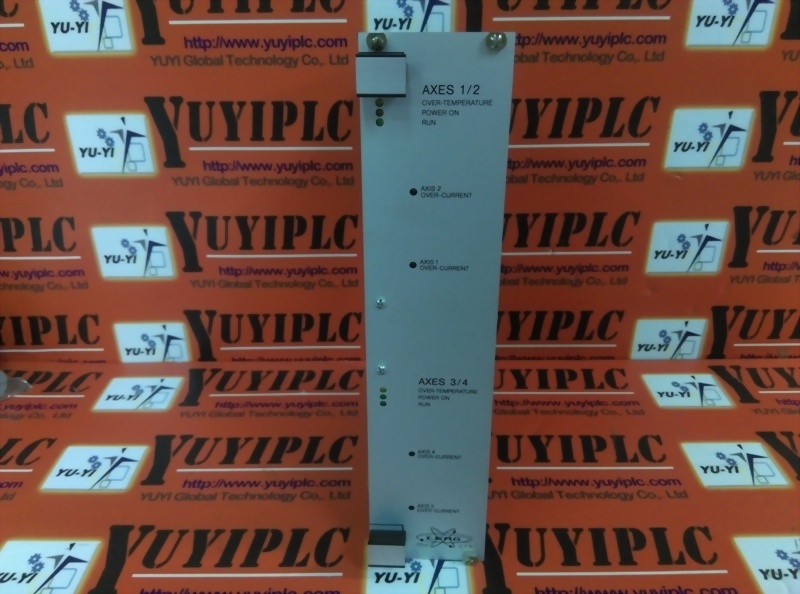 AXES 1/2
OVER-TEMPERATURE
POWER ON
RUN
AXIS 2
OVER-CURRENT
AXIS 1
OVER-CURRENT
AXES 3/4
OVER-TEMPERATURE
POWER ON
RUN
AXIS 4
OVER-CURRENT
AXIS 3
OVER-CURRENT
YU-YI
YUYIPLC
http://www.yuyiplc.com
YUYI Global Technology Co,. Ltd